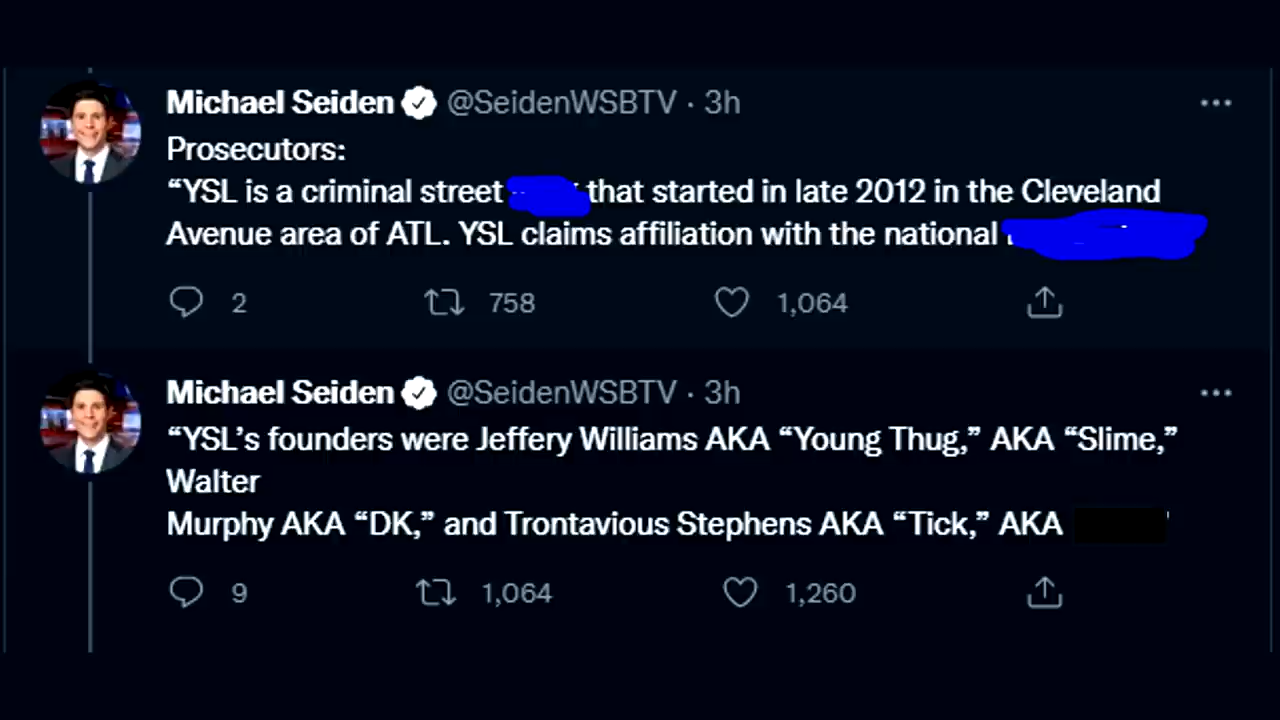 Michael Seiden @SeidenWSBTV · 3h
Prosecutors:
“YSL is a criminal street that started in late 2012 in the Cleveland
Avenue area of ATL. YSL claims affiliation with the national
2 758 1,064
Michael Seiden @SeidenWSBTV · 3h
“YSL’s founders were Jeffery Williams AKA “Young Thug,” AKA “Slime,”
Walter
Murphy AKA “DK,” and Trontavious Stephens AKA “Tick,” AKA
9 1,064 1,260